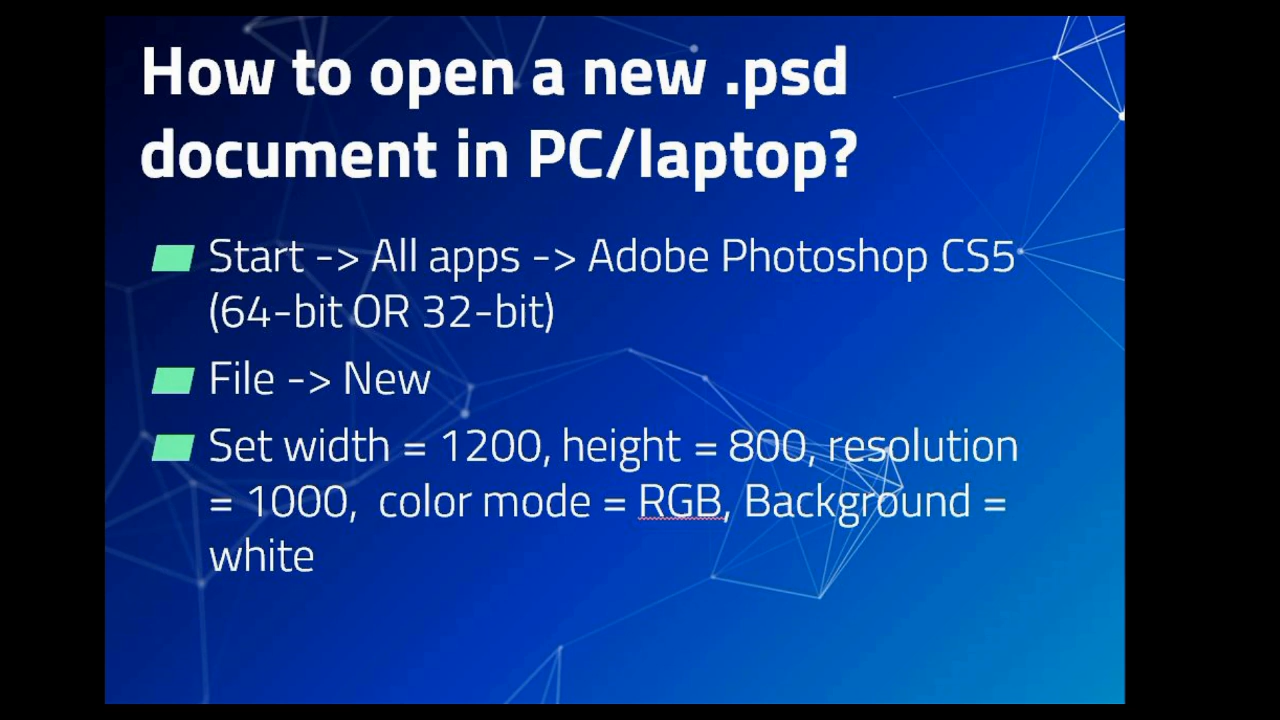 How to open a new .psd
document in PC/laptop?
Start -> All apps -> Adobe Photoshop CS5
(64-bit OR 32-bit)
File -> New
Set width = 1200, height = 800, resolution
= 1000,  color mode = RGB, Background =
white